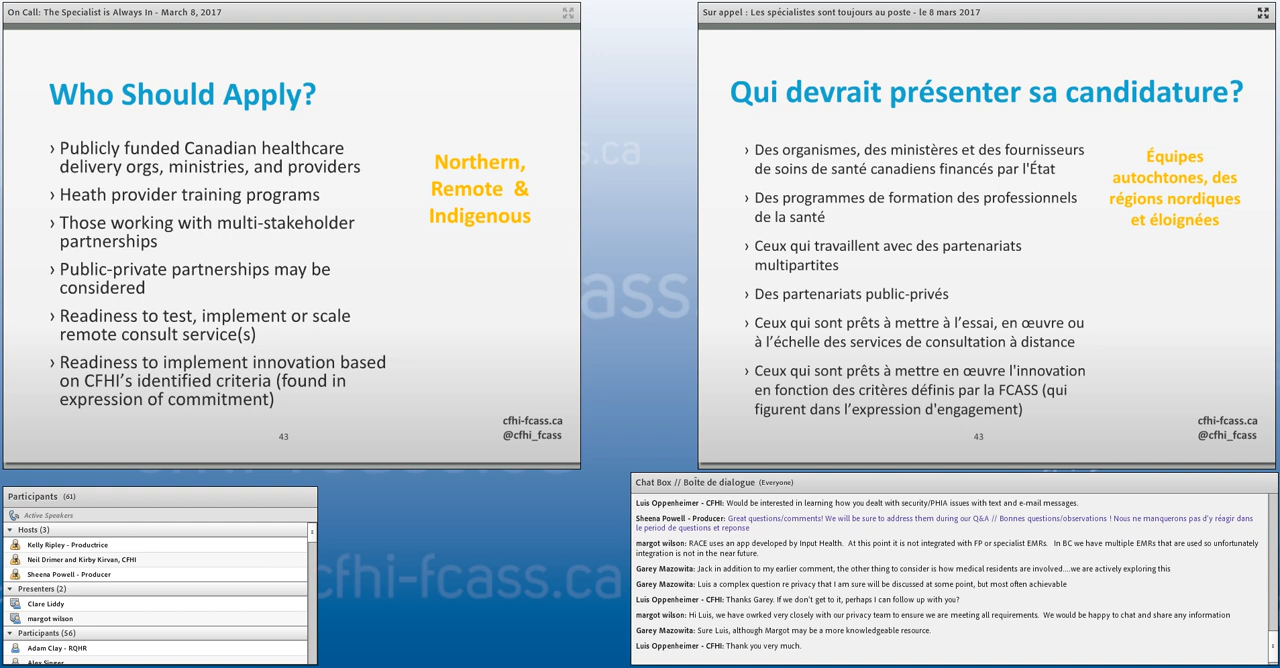 On Call: The Specialist is Always In - March 8, 2017
Who Should Apply?
› Publicly funded Canadian healthcare
delivery orgs, ministries, and providers
› Heath provider training programs
› Those working with multi-stakeholder
partnerships
› Public-private partnerships may be
considered
› Readiness to test, implement or scale
remote consult service(s)
› Readiness to implement innovation based
on CFHI's identified criteria (found in
expression of commitment)
Northern,
Remote &
Indigenous
cfhi-fcass.ca
@cfhi_fcass
43
Sur appel : Les spécialistes sont toujours au poste - le 8 mars 2017
Qui devrait présenter sa candidature?
› Des organismes, des ministères et des fournisseurs
de soins de santé canadiens financés par l'État
› Des programmes de formation des professionnels
de la santé
› Ceux qui travaillent avec des partenariats
multipartites
› Des partenariats public-privés
› Ceux qui sont prêts à mettre à l’essai, en œuvre ou
à l’échelle des services de consultation à distance
› Ceux qui sont prêts à mettre en œuvre l'innovation
en fonction des critères définis par la FCASS (qui
figurent dans l’expression d'engagement)
Équipes
autochtones, des
régions nordiques
et éloignées
cfhi-fcass.ca
@cfhi_fcass
43
s.ca
ass.
cfhi-fcass.ca
Participants (61)
Active Speakers
Hosts (3)
Kelly Ripley - Productrice
Neil Drimer and Kirby Kirvan, CFHI
Sheena Powell - Producer
Presenters (2)
Clare Liddy
margot wilson
Participants (56)
Adam Clay - RQHR
Alex Singer
Chat Box // Boîte de dialogue (Everyone)
Luis Oppenheimer - CFHI: Would be interested in learning how you dealt with security/PHIA issues with text and e-mail messages.
Sheena Powell - Producer: Great questions/comments! We will be sure to address them during our Q&A // Bonnes questions/observations ! Nous ne manquerons pas d'y réagir dans
le period de questions et reponse
margot wilson: RACE uses an app developed by Input Health. At this point it is not integrated with FP or specialist EMRs. In BC we have multiple EMRs that are used so unfortunately
integration is not in the near future.
Garey Mazowita: Jack in addition to my earlier comment, the other thing to consider is how medical residents are involved....we are actively exploring this
Garey Mazowita: Luis a complex question re privacy that I am sure will be discussed at some point, but most often achievable
Luis Oppenheimer - CFHI: Thanks Garey. If we don't get to it, perhaps I can follow up with you?
margot wilson: Hi Luis, we have owrked very closely with our privacy team to ensure we are meeting all requirements. We would be happy to chat and share any information
Garey Mazowita: Sure Luis, although Margot may be a more knowledgeable resource.
Luis Oppenheimer - CFHI: Thank you very much.